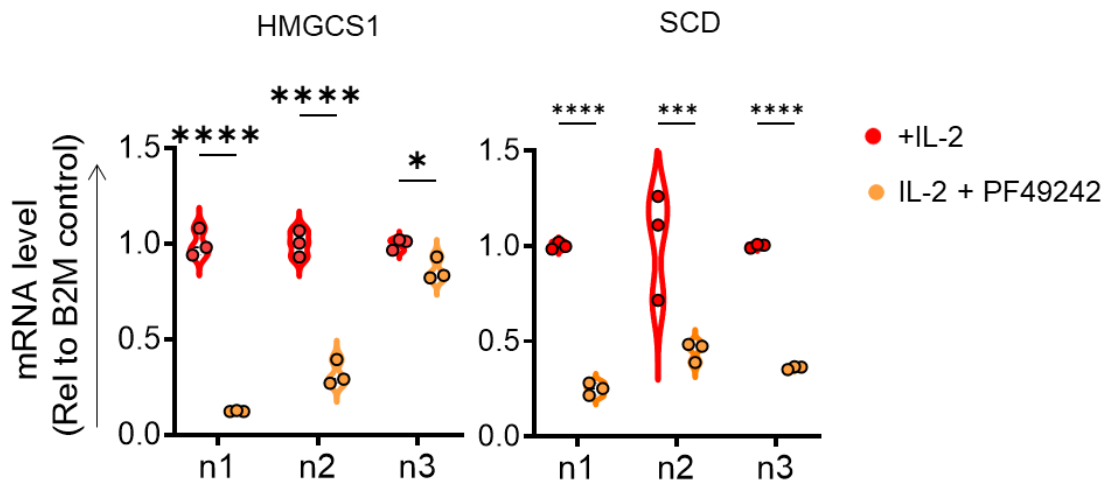 HMGCS1
SCD
**** **** *
**** *** ****
mRNA level
(Rel to B2M control)
1.5
1.0
0.5
0.0
n1 n2 n3
1.5
1.0
0.5
0.0
n1 n2 n3
+IL-2
IL-2 + PF49242